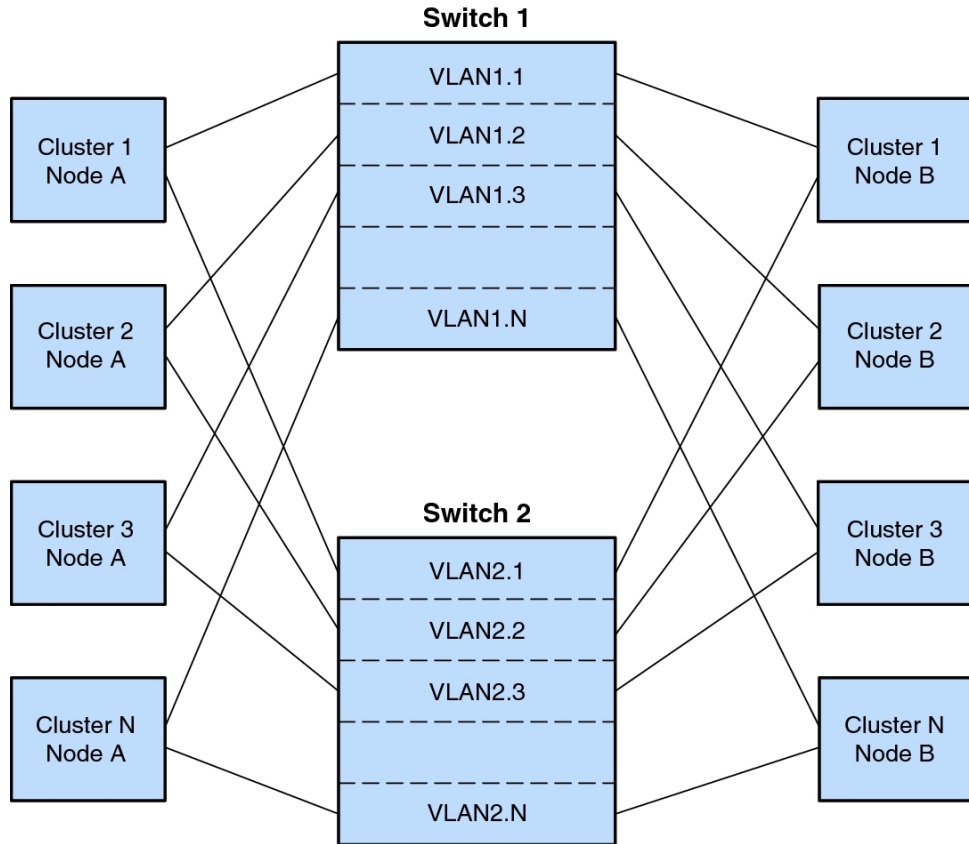 Switch 1
VLAN1.1
VLAN1.2
VLAN1.3
VLAN1.N
Cluster 1
Node A
Cluster 2
Node A
Cluster 3
Node A
Cluster N
Node A
Cluster 1
Node B
Cluster 2
Node B
Cluster 3
Node B
Cluster N
Node B
Switch 2
VLAN2.1
VLAN2.2
VLAN2.3
VLAN2.N